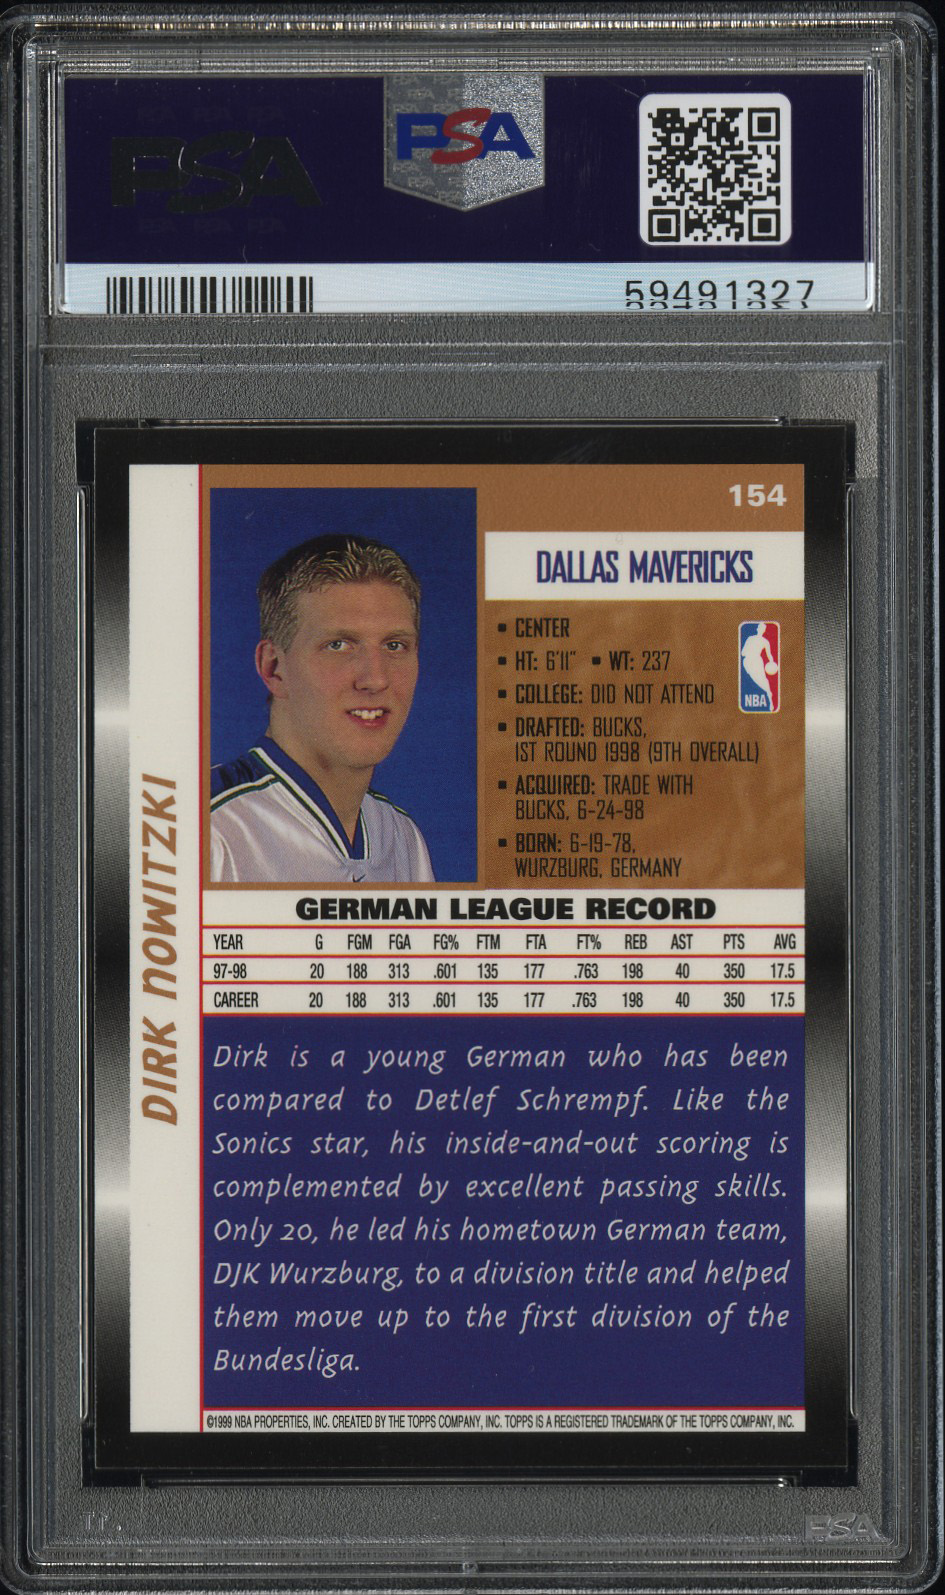 PSA
PSA
59491327
154
DALLAS MAVERICKS
▪ CENTER
▪ HT: 6'11" ▪ WT: 237
▪ COLLEGE: DID NOT ATTEND
▪ DRAFTED: BUCKS,
1ST ROUND 1998 (9TH OVERALL)
▪ ACQUIRED: TRADE WITH
BUCKS, 6-24-98
▪ BORN: 6-19-78,
WURZBURG, GERMANY
NBA
DIRK NOWITZKI
GERMAN LEAGUE RECORD
YEAR G FGM FGA FG% FTM FTA FT% REB AST PTS AVG
97-98 20 188 313 .601 135 177 .763 198 40 350 17.5
CAREER 20 188 313 .601 135 177 .763 198 40 350 17.5
Dirk is a young German who has been
compared to Detlef Schrempf. Like the
Sonics star, his inside-and-out scoring is
complemented by excellent passing skills.
Only 20, he led his hometown German team,
DJK Wurzburg, to a division title and helped
them move up to the first division of the
Bundesliga.
©1999 NBA PROPERTIES, INC. CREATED BY THE TOPPS COMPANY, INC. TOPPS IS A REGISTERED TRADEMARK OF THE TOPPS COMPANY, INC.
PSA